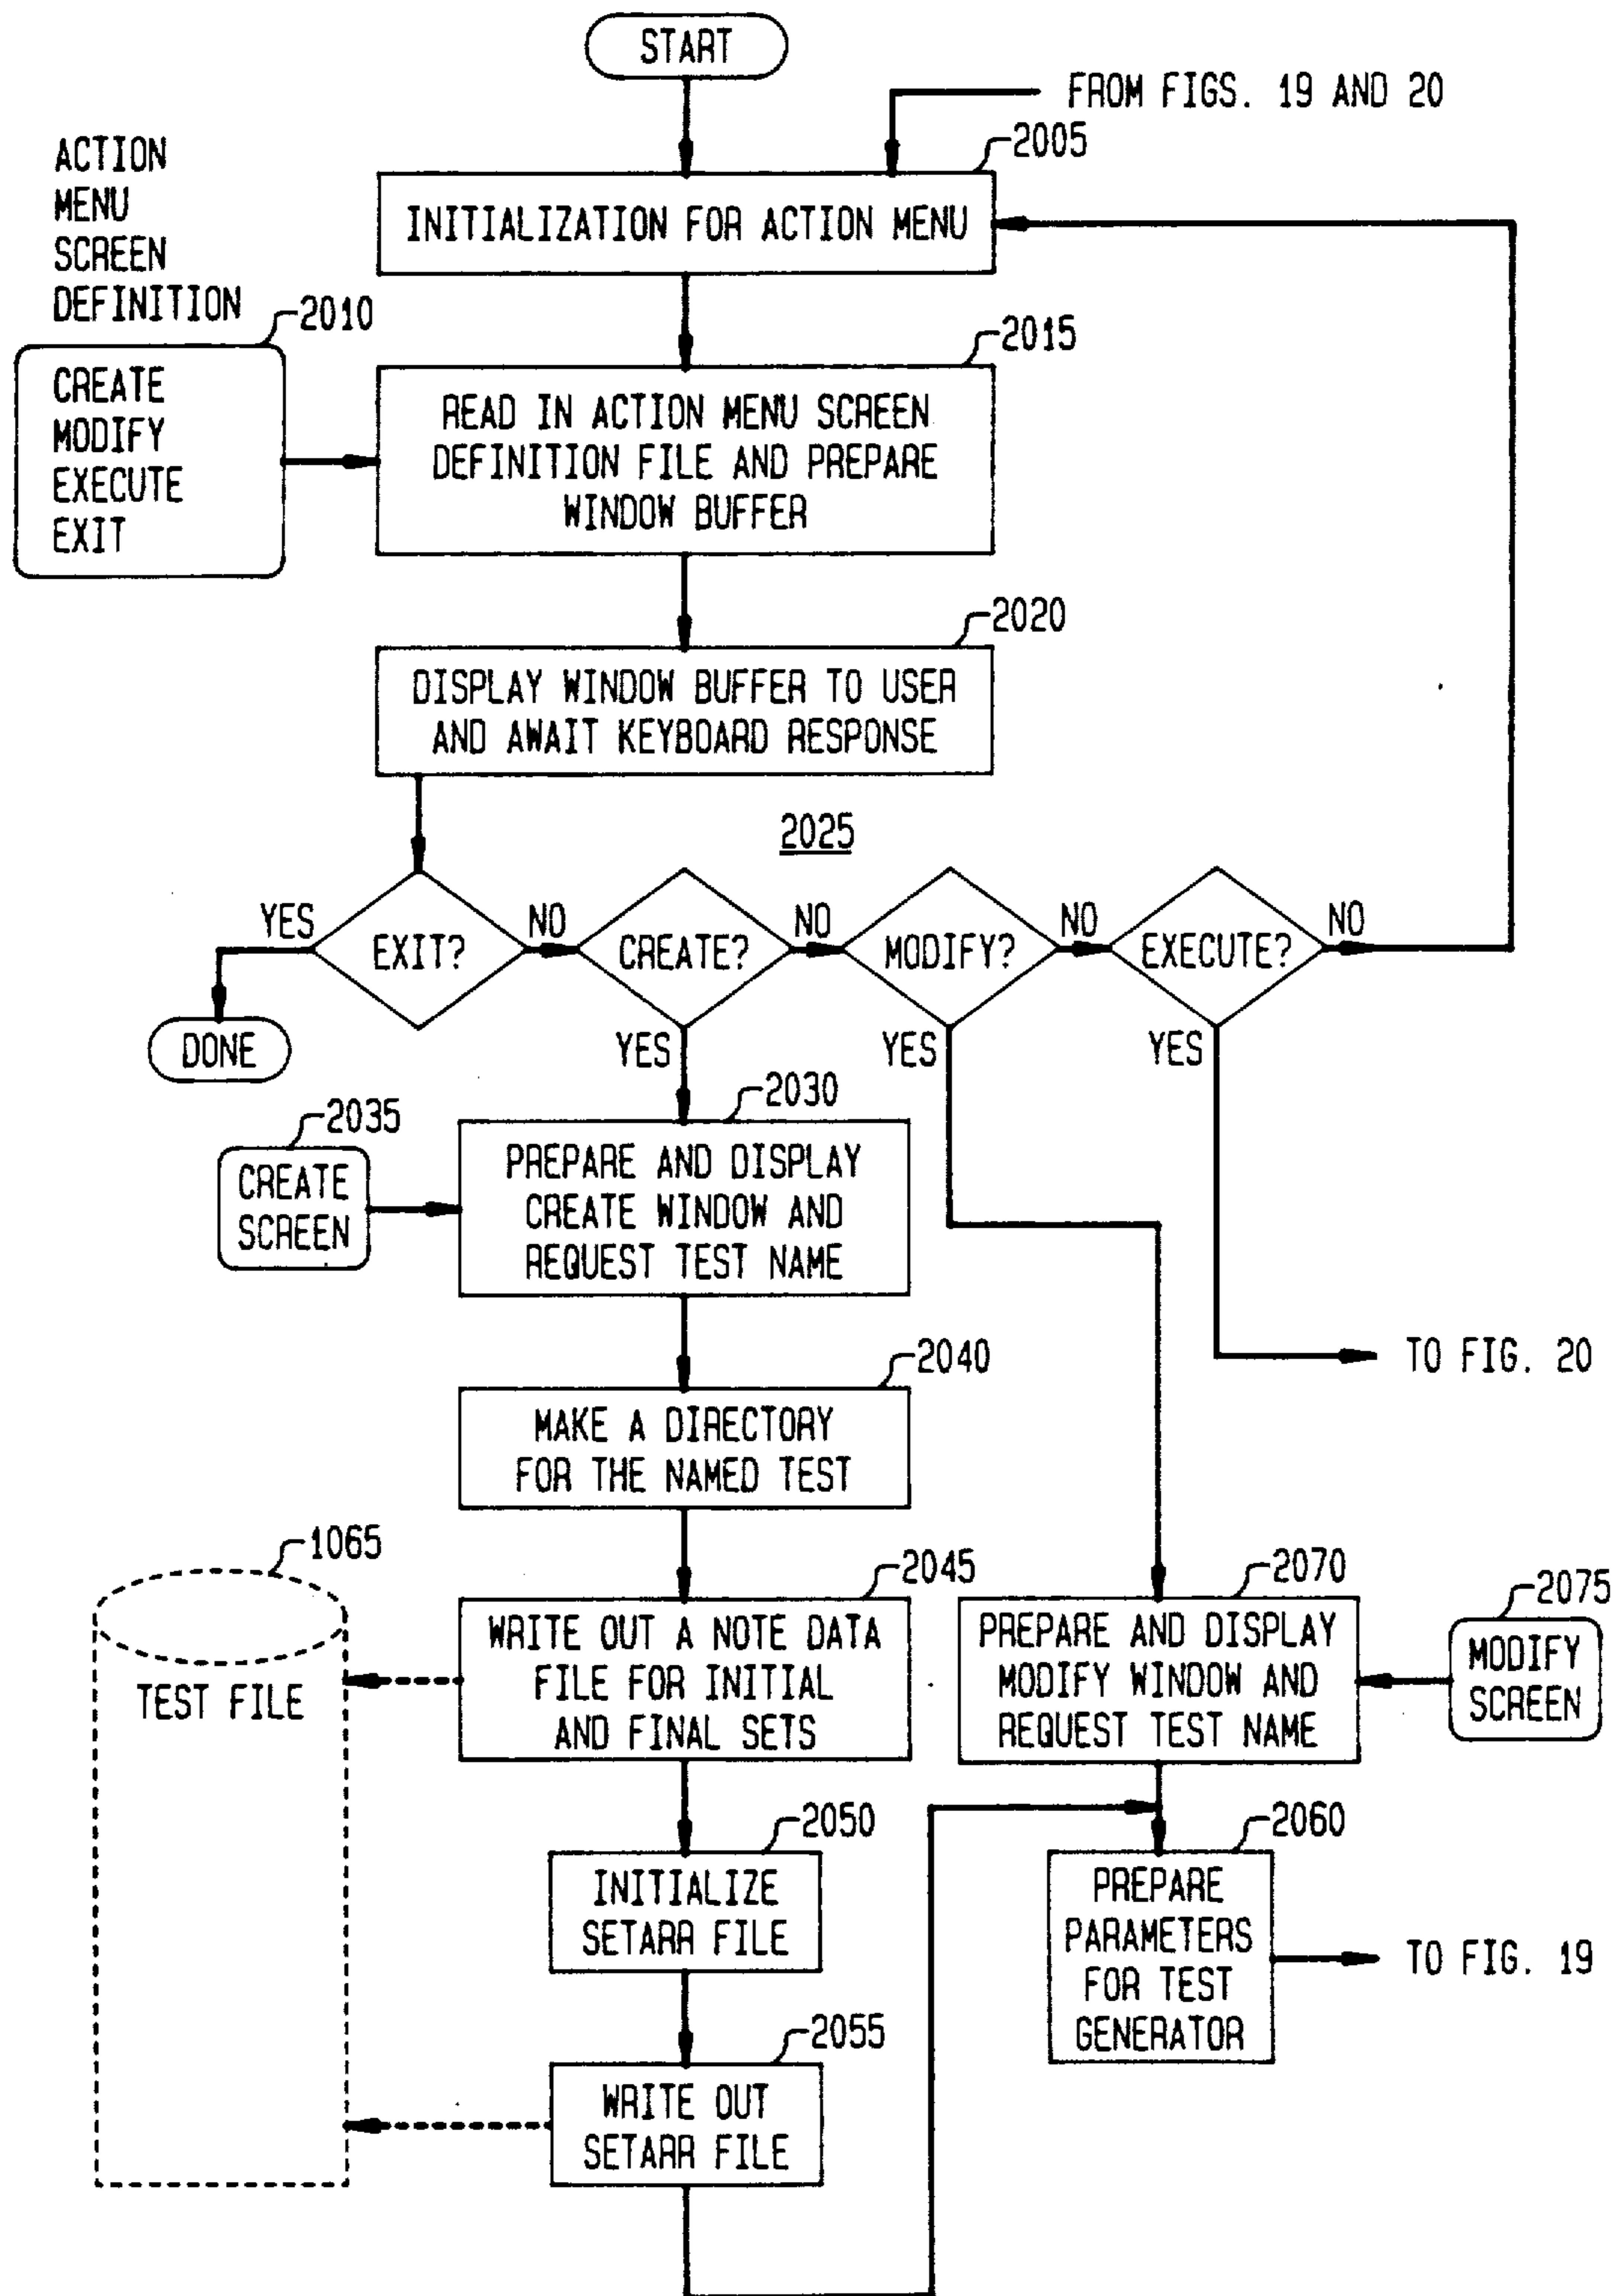 START
FROM FIGS. 19 AND 20
2005
ACTION
MENU
SCREEN
DEFINITION
INITIALIZATION FOR ACTION MENU
2010
2015
CREATE
MODIFY
EXECUTE
EXIT
READ IN ACTION MENU SCREEN
DEFINITION FILE AND PREPARE
WINDOW BUFFER
2020
DISPLAY WINDOW BUFFER TO USER
AND AWAIT KEYBOARD RESPONSE
2025
YES
EXIT?
NO
CREATE?
NO
MODIFY?
NO
EXECUTE?
NO
DONE
YES
YES
YES
2030
2035
CREATE
SCREEN
PREPARE AND DISPLAY
CREATE WINDOW AND
REQUEST TEST NAME
TO FIG. 20
2040
MAKE A DIRECTORY
FOR THE NAMED TEST
1065
TEST FILE
2045
WRITE OUT A NOTE DATA
FILE FOR INITIAL
AND FINAL SETS
2070
PREPARE AND DISPLAY
MODIFY WINDOW AND
REQUEST TEST NAME
2075
MODIFY
SCREEN
2050
INITIALIZE
SETARR FILE
2060
PREPARE
PARAMETERS
FOR TEST
GENERATOR
TO FIG. 19
2055
WRITE OUT
SETARR FILE